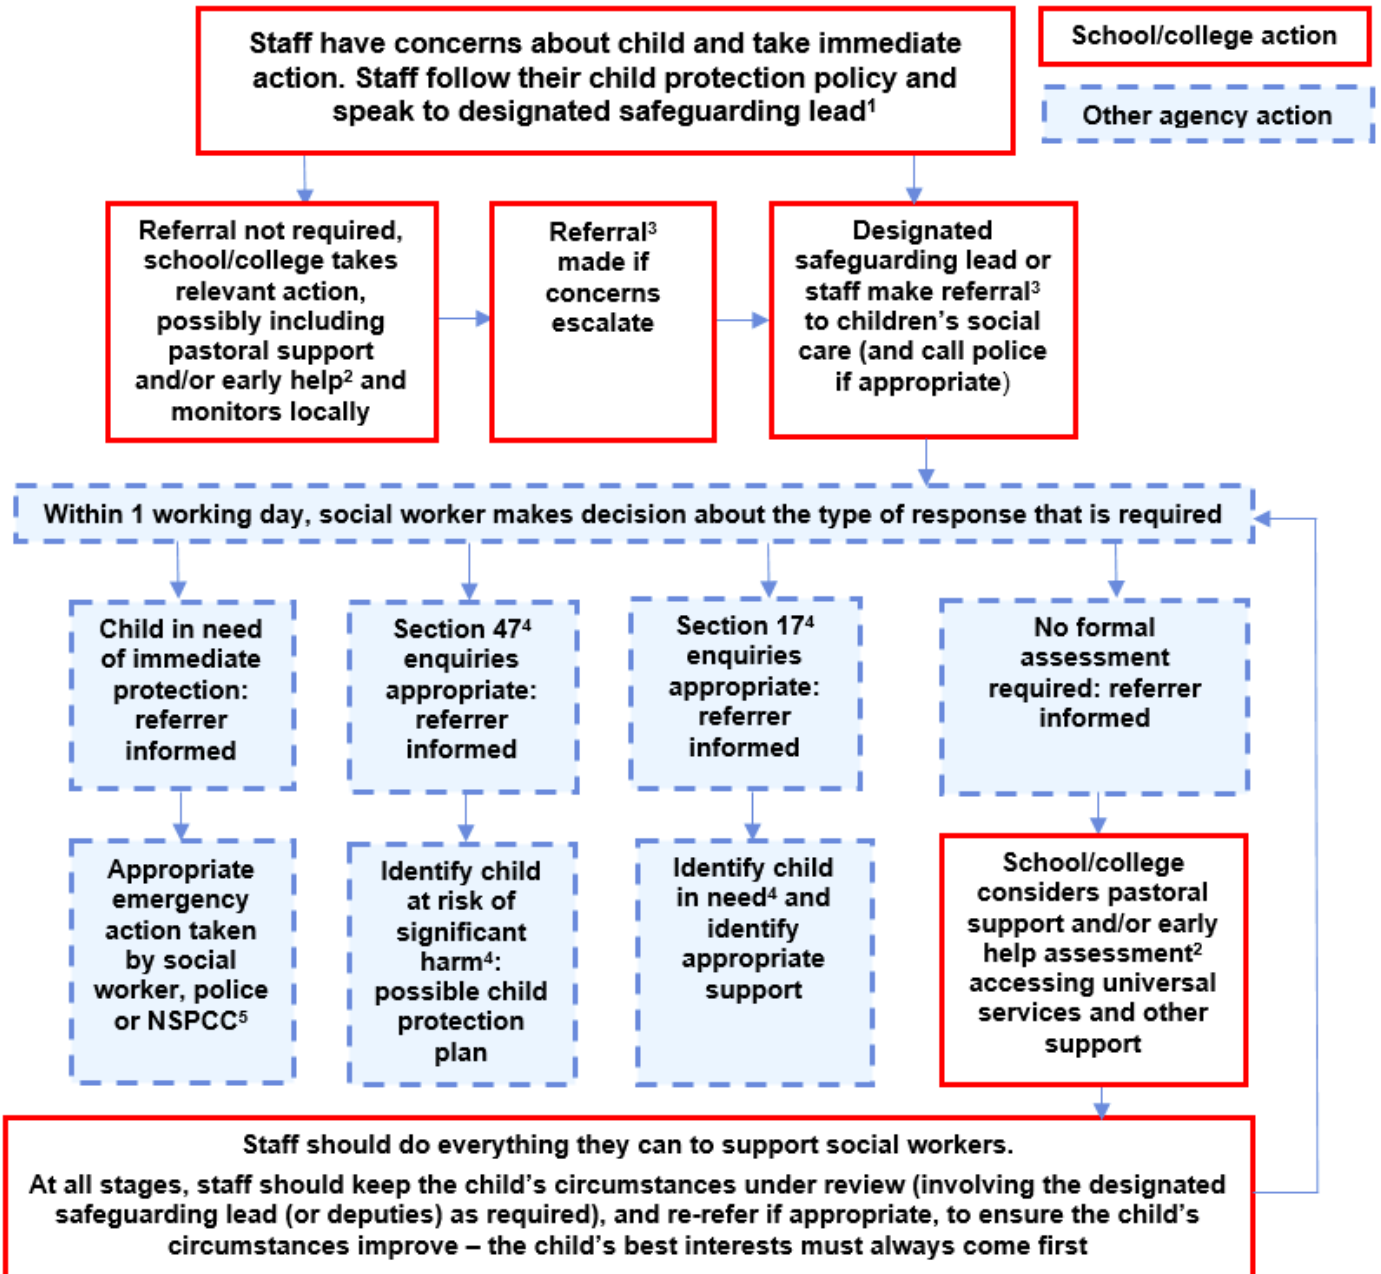 Staff have concerns about child and take immediate
action. Staff follow their child protection policy and
speak to designated safeguarding lead¹
School/college action
Other agency action
Referral not required,
school/college takes
relevant action,
possibly including
pastoral support
and/or early help² and
monitors locally
Referral³
made if
concerns
escalate
Designated
safeguarding lead or
staff make referral³
to children’s social
care (and call police
if appropriate)
Within 1 working day, social worker makes decision about the type of response that is required
Child in need
of immediate
protection:
referrer
informed
Section 47⁴
enquiries
appropriate:
referrer
informed
Section 17⁴
enquiries
appropriate:
referrer
informed
No formal
assessment
required: referrer
informed
Appropriate
emergency
action taken
by social
worker, police
or NSPCC⁵
Identify child
at risk of
significant
harm⁴:
possible child
protection
plan
Identify child
in need⁴ and
identify
appropriate
support
School/college
considers pastoral
support and/or early
help assessment²
accessing universal
services and other
support
Staff should do everything they can to support social workers.
At all stages, staff should keep the child’s circumstances under review (involving the designated
safeguarding lead (or deputies) as required), and re-refer if appropriate, to ensure the child’s
circumstances improve – the child’s best interests must always come first